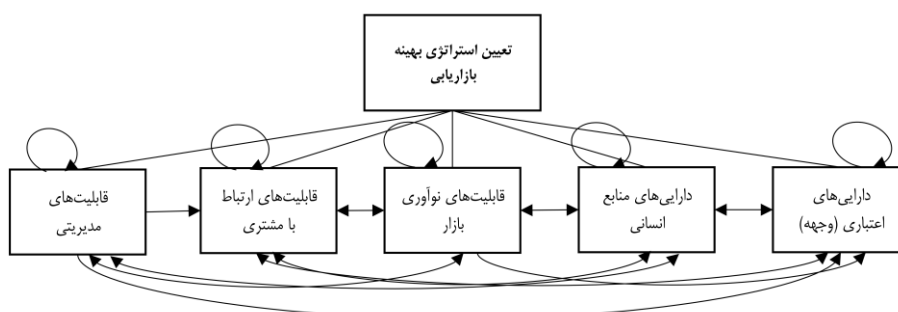 تعیین استراتژی بهینه
بازاریابی
دارایی‌های
اعتباری (وجهه)
دارایی‌های منابع
انسانی
قابلیت‌های نوآوری
بازار
قابلیت‌های ارتباط
با مشتری
قابلیت‌های
مدیریتی